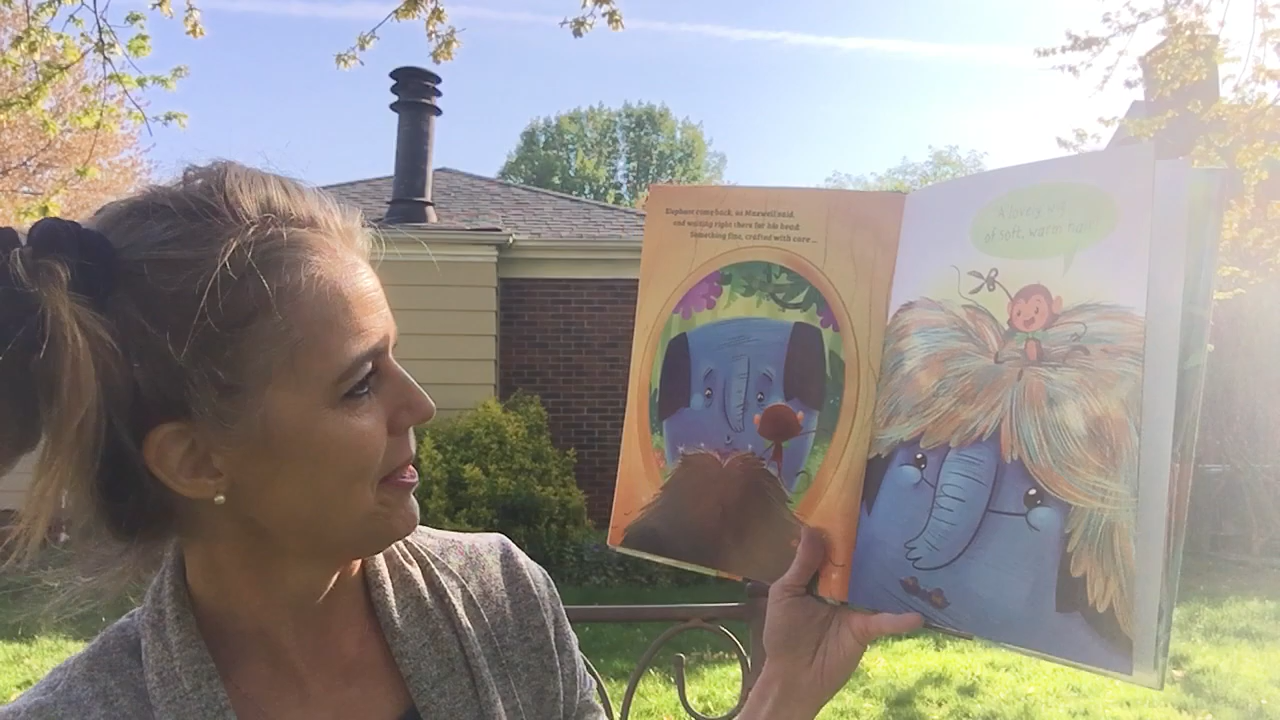 Elephant came back, as Maxwell said,
and waiting right there for his head:
Something fine, crafted with care...
A lovely wig
of soft, warm hair!